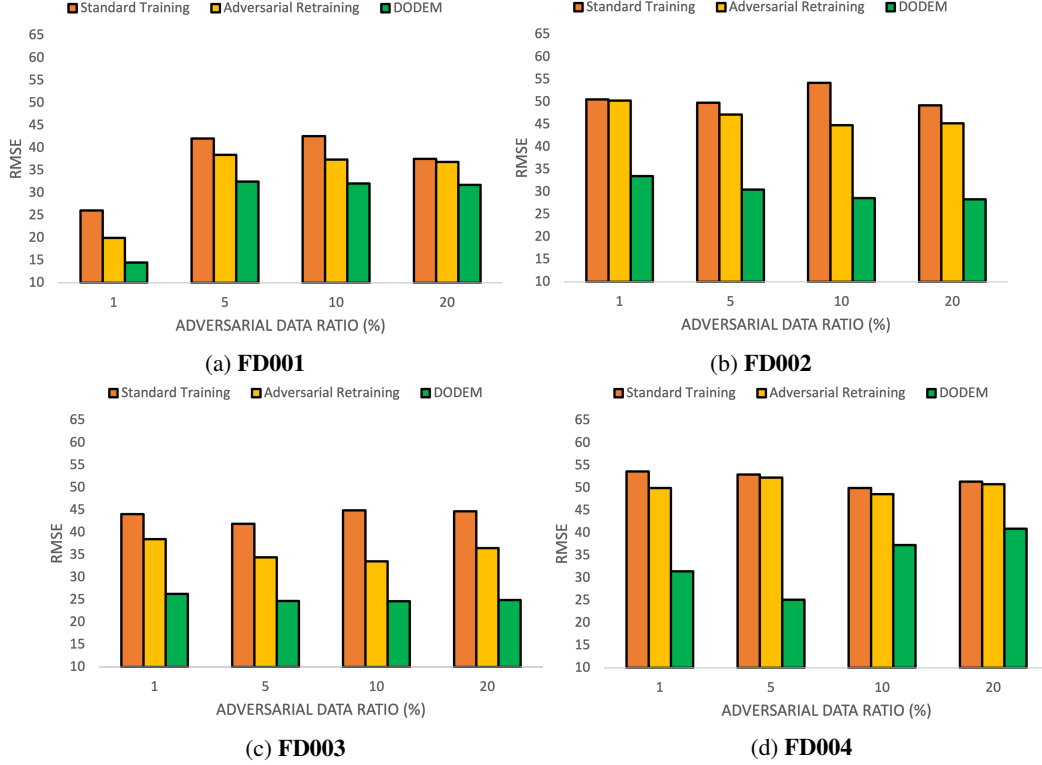 Standard Training Adversarial Retraining DODEM
65
60
55
50
45
40
35
30
25
20
15
10
RMSE
1 5 10 20
ADVERSARIAL DATA RATIO (%)
(a) FD001
Standard Training Adversarial Retraining DODEM
65
60
55
50
45
40
35
30
25
20
15
10
RMSE
1 5 10 20
ADVERSARIAL DATA RATIO (%)
(b) FD002
Standard Training Adversarial Retraining DODEM
65
60
55
50
45
40
35
30
25
20
15
10
RMSE
1 5 10 20
ADVERSARIAL DATA RATIO (%)
(c) FD003
Standard Training Adversarial Retraining DODEM
65
60
55
50
45
40
35
30
25
20
15
10
RMSE
1 5 10 20
ADVERSARIAL DATA RATIO (%)
(d) FD004